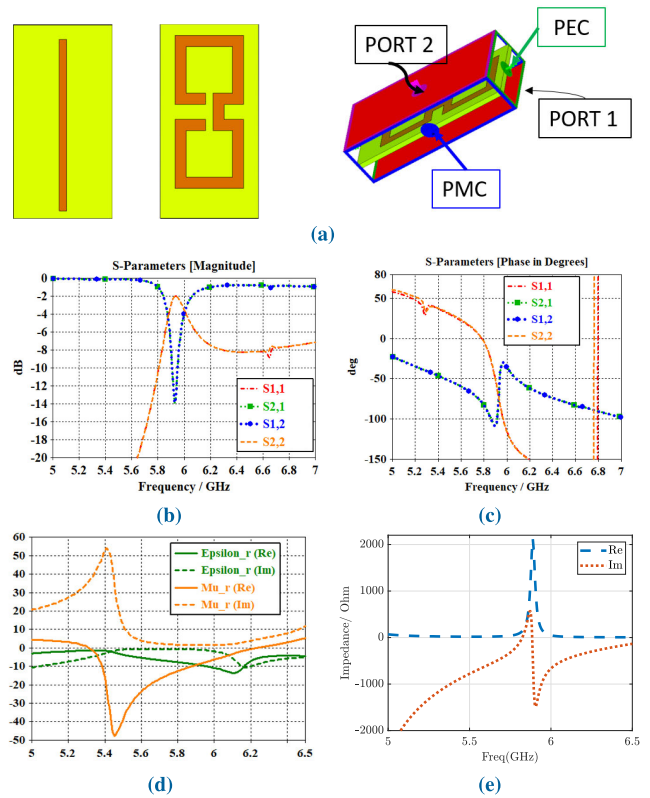 PORT 2
PEC
PORT 1
PMC
(a)
S-Parameters [Magnitude]
0
-2
-4
-6
-8
-10
-12
-14
-16
-18
-20
dB
S1,1
S2,1
S1,2
S2,2
5 5.2 5.4 5.6 5.8 6 6.2 6.4 6.6 6.8 7
Frequency / GHz
(b)
S-Parameters [Phase in Degrees]
80
50
0
-50
-100
-150
deg
S1,1
S2,1
S1,2
S2,2
5 5.2 5.4 5.6 5.8 6 6.2 6.4 6.6 6.8 7
Frequency / GHz
(c)
60
50
40
30
20
10
0
-10
-20
-30
-40
-50
Epsilon_r (Re)
Epsilon_r (Im)
Mu_r (Re)
Mu_r (Im)
5 5.2 5.4 5.6 5.8 6 6.2 6.5
(d)
2000
1000
0
-1000
-2000
Impedance/ Ohm
Re
Im
5 5.5 6 6.5
Freq(GHz)
(e)